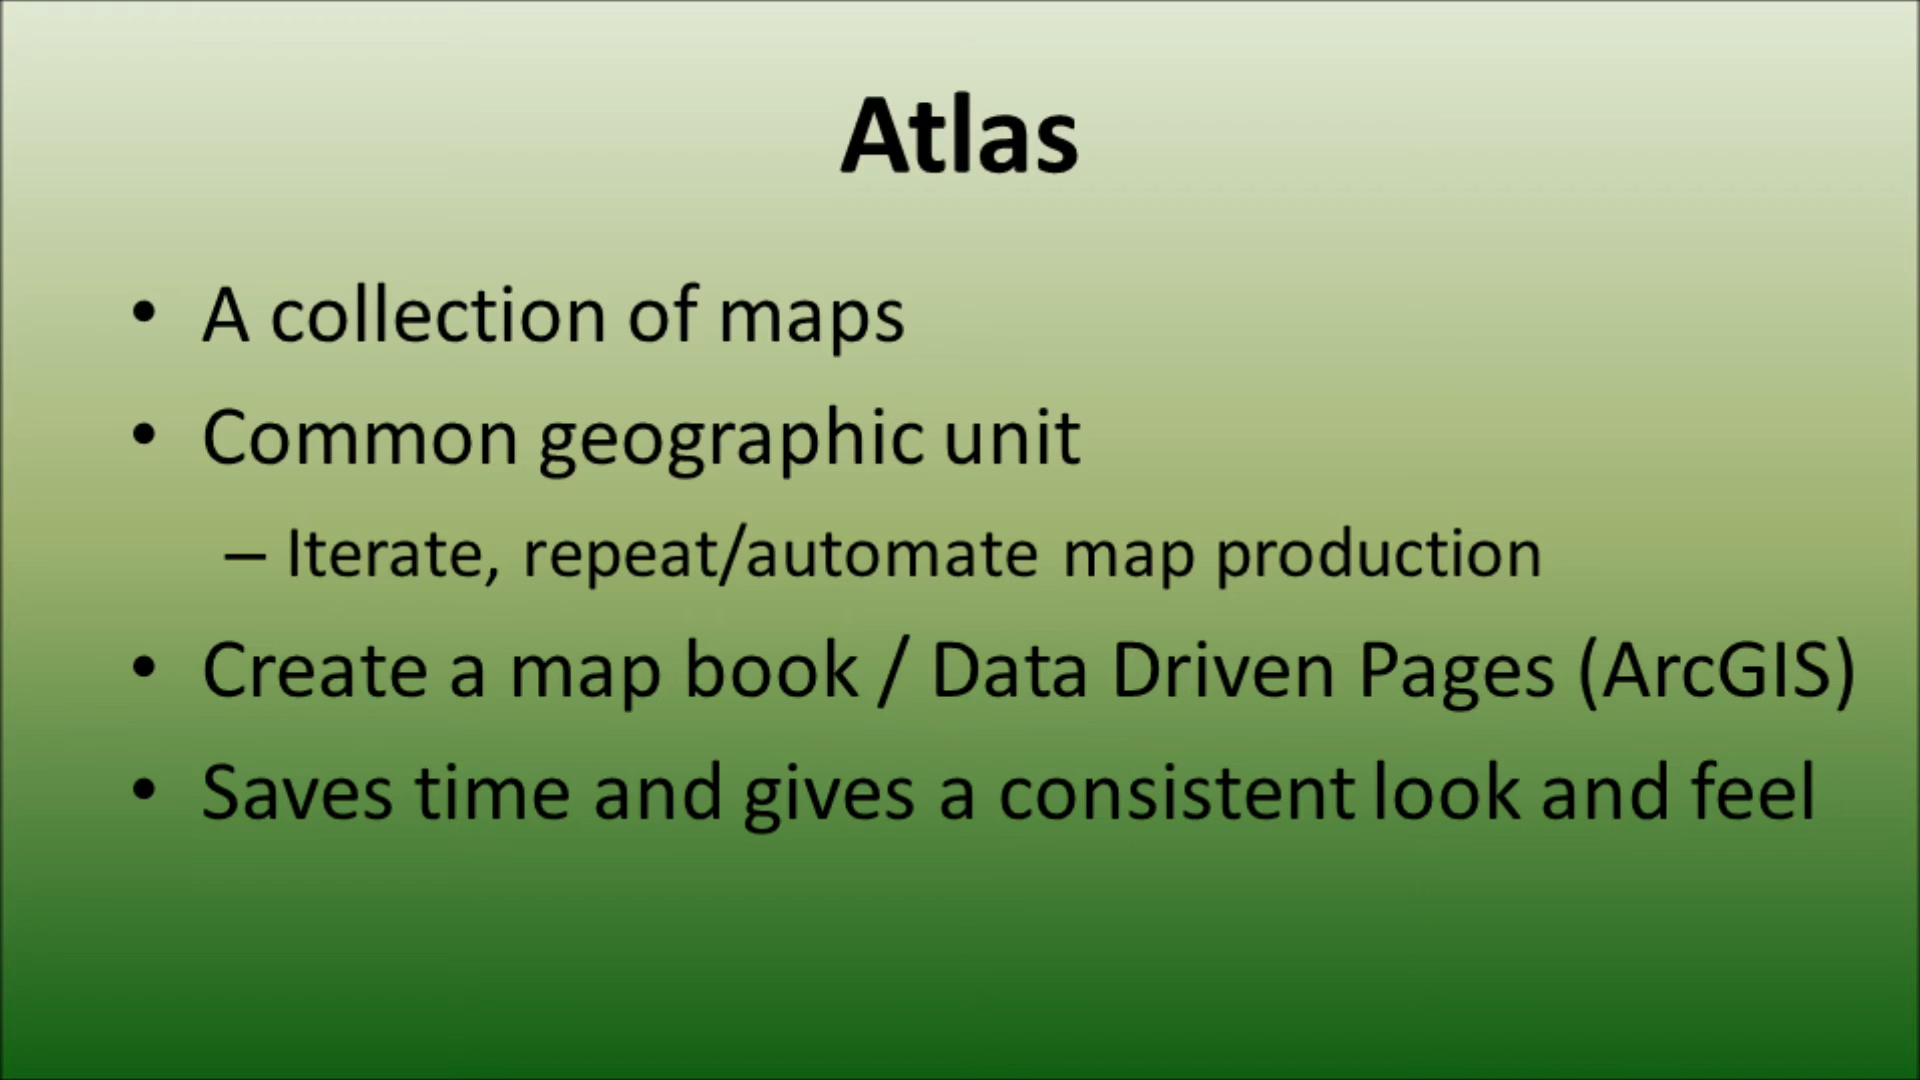 Atlas
• A collection of maps
• Common geographic unit
– Iterate, repeat/automate map production
• Create a map book / Data Driven Pages (ArcGIS)
• Saves time and gives a consistent look and feel